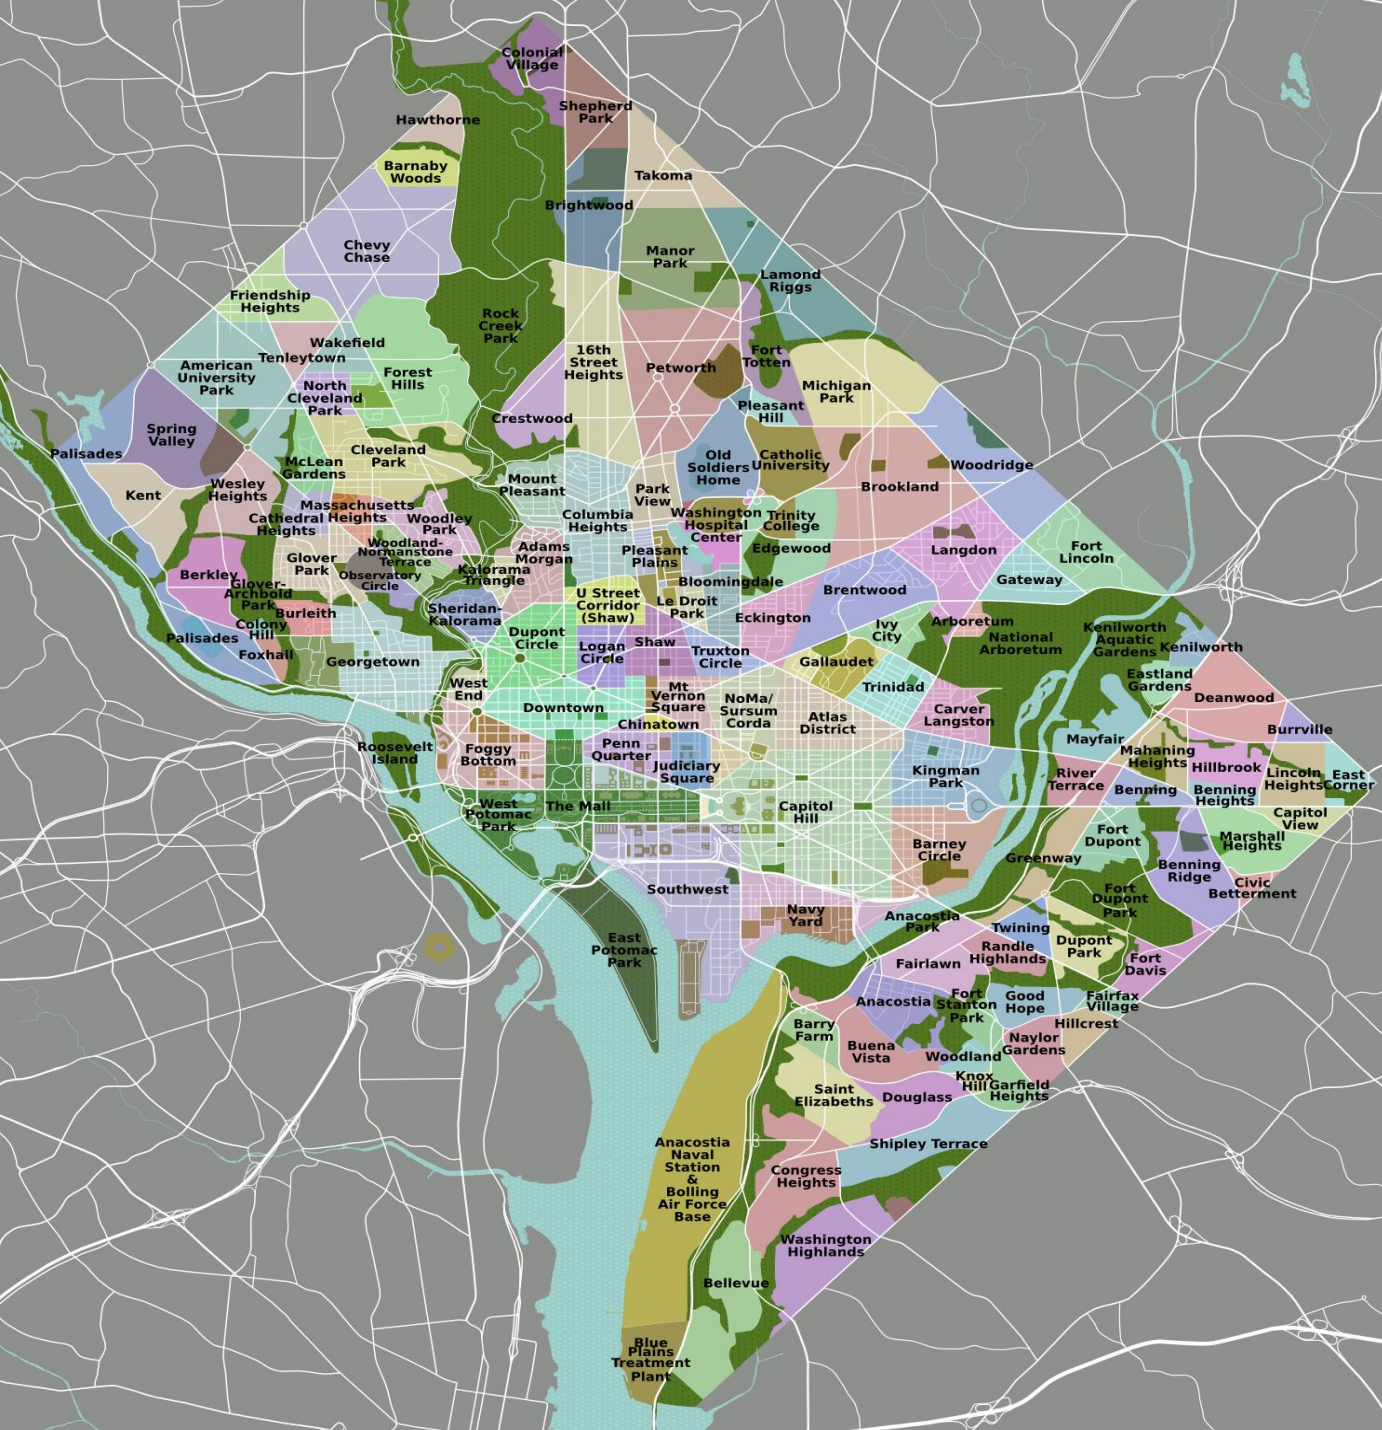 Colonial
Village
Shepherd
Park
Hawthorne
Barnaby
Woods
Takoma
Brightwood
Chevy
Chase
Manor
Park
Lamond
Riggs
Friendship
Heights
Rock
Creek
Park
Wakefield
Tenleytown
American
University
Park
16th
Street
Heights
Petworth
Fort
Totten
Forest
Hills
North
Cleveland
Park
Michigan
Park
Crestwood
Pleasant
Hill
Spring
Valley
Palisades
Cleveland
Park
McLean
Gardens
Old
Soldiers
Home
Catholic
University
Woodridge
Kent
Wesley
Heights
Mount
Pleasant
Park
View
Brookland
Massachusetts
Heights
Cathedral
Heights
Woodley
Park
Columbia
Heights
Washington
Hospital
Center
Trinity
College
Edgewood
Langdon
Fort
Lincoln
Woodland-
Normanstone
Terrace
Adams
Morgan
Pleasant
Plains
Glover
Park
Kalorama
Triangle
Observatory
Circle
Berkley
Glover-
Archbold
Park
Bloomingdale
Gateway
Brentwood
U Street
Corridor
(Shaw)
Le Droit
Park
Burleith
Sheridan-
Kalorama
Eckington
Arboretum
Ivy
City
National
Arboretum
Kenilworth
Aquatic
Gardens
Kenilworth
Palisades
Colony
Hill
Foxhall
Georgetown
Dupont
Circle
Logan
Circle
Shaw
Truxton
Circle
Gallaudet
Trinidad
Eastland
Gardens
Deanwood
West
End
Downtown
Mt
Vernon
Square
NoMa/
Sursum
Corda
Atlas
District
Carver
Langston
Chinatown
Burrville
Mayfair
Roosevelt
Island
Foggy
Bottom
Penn
Quarter
Judiciary
Square
Mahaning
Heights
Hillbrook
Lincoln
Heights
East
Corner
Kingman
Park
River
Terrace
Benning
Benning
Heights
West
Potomac
Park
The Mall
Capitol
Hill
Capitol
View
Fort
Dupont
Marshall
Heights
Barney
Circle
Greenway
Benning
Ridge
Civic
Betterment
Southwest
Navy
Yard
Fort
Dupont
Park
Anacostia
Park
Twining
Randle
Highlands
Dupont
Park
East
Potomac
Park
Fairlawn
Fort
Davis
Anacostia
Fort
Stanton
Park
Good
Hope
Fairfax
Village
Hillcrest
Barry
Farm
Buena
Vista
Naylor
Gardens
Woodland
Knox
Hill
Garfield
Heights
Saint
Elizabeths
Douglass
Shipley Terrace
Anacostia
Naval
Station
&
Bolling
Air Force
Base
Congress
Heights
Washington
Highlands
Bellevue
Blue
Plains
Treatment
Plant